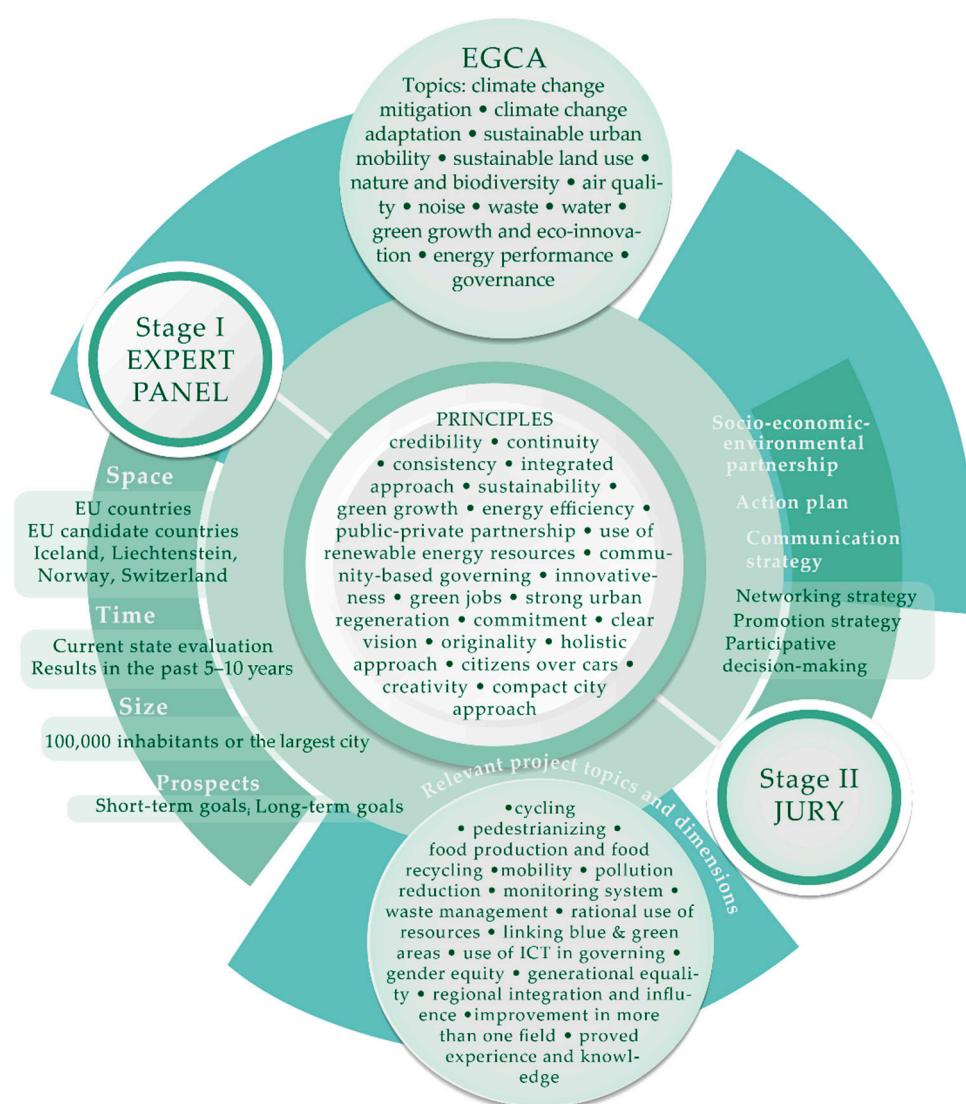 EGCA
Topics: climate change
mitigation • climate change
adaptation • sustainable urban
mobility • sustainable land use •
nature and biodiversity • air quali-
ty • noise • waste • water •
green growth and eco-innova-
tion • energy performance •
governance
Stage I
EXPERT
PANEL
Space
EU countries
EU candidate countries
Iceland, Liechtenstein,
Norway, Switzerland
Time
Current state evaluation
Results in the past 5–10 years
Size
100,000 inhabitants or the largest city
Prospects
Short-term goals; Long-term goals
PRINCIPLES
credibility • continuity
• consistency • integrated
approach • sustainability •
green growth • energy efficiency •
public-private partnership • use of
renewable energy resources • commu-
nity-based governing • innovative-
ness • green jobs • strong urban
regeneration • commitment • clear
vision • originality • holistic
approach • citizens over cars •
creativity • compact city
approach
Socio-economic-
environmental
partnership
Action plan
Communication
strategy
Networking strategy
Promotion strategy
Participative
decision-making
Stage II
JURY
Relevant project topics and dimensions
•cycling
• pedestrianizing •
food production and food
recycling •mobility • pollution
reduction • monitoring system •
waste management • rational use of
resources • linking blue & green
areas • use of ICT in governing •
gender equity • generational equali-
ty • regional integration and influ-
ence •improvement in more
than one field • proved
experience and knowl-
edge